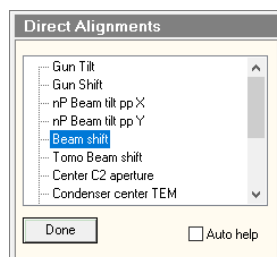 Direct Alignments
Gun Tilt
Gun Shift
nP Beam tilt pp X
nP Beam tilt pp Y
Beam shift
Tomo Beam shift
Center C2 aperture
Condenser center TEM
Done
Auto help